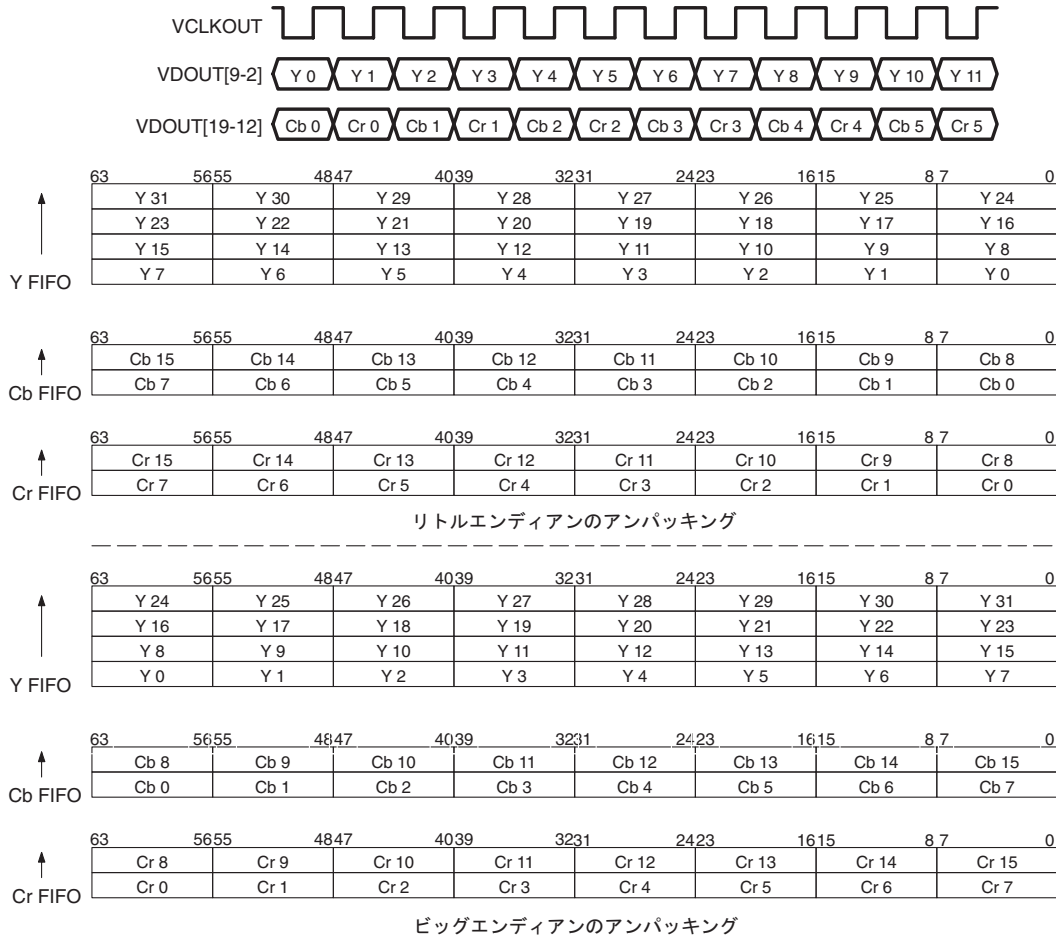 VCLKOUT
VDOUT[9-2] Y 0 Y 1 Y 2 Y 3 Y 4 Y 5 Y 6 Y 7 Y 8 Y 9 Y 10 Y 11
VDOUT[19-12] Cb 0 Cr 0 Cb 1 Cr 1 Cb 2 Cr 2 Cb 3 Cr 3 Cb 4 Cr 4 Cb 5 Cr 5
63 5655 4847 4039 3231 2423 1615 8 7 0
Y 31 Y 30 Y 29 Y 28 Y 27 Y 26 Y 25 Y 24
Y 23 Y 22 Y 21 Y 20 Y 19 Y 18 Y 17 Y 16
Y 15 Y 14 Y 13 Y 12 Y 11 Y 10 Y 9 Y 8
Y FIFO Y 7 Y 6 Y 5 Y 4 Y 3 Y 2 Y 1 Y 0
63 5655 4847 4039 3231 2423 1615 8 7 0
Cb 15 Cb 14 Cb 13 Cb 12 Cb 11 Cb 10 Cb 9 Cb 8
Cb FIFO Cb 7 Cb 6 Cb 5 Cb 4 Cb 3 Cb 2 Cb 1 Cb 0
63 5655 4847 4039 3231 2423 1615 8 7 0
Cr 15 Cr 14 Cr 13 Cr 12 Cr 11 Cr 10 Cr 9 Cr 8
Cr FIFO Cr 7 Cr 6 Cr 5 Cr 4 Cr 3 Cr 2 Cr 1 Cr 0
リトルエンディアンのアンパッキング
63 5655 4847 4039 3231 2423 1615 8 7 0
Y 24 Y 25 Y 26 Y 27 Y 28 Y 29 Y 30 Y 31
Y 16 Y 17 Y 18 Y 19 Y 20 Y 21 Y 22 Y 23
Y 8 Y 9 Y 10 Y 11 Y 12 Y 13 Y 14 Y 15
Y FIFO Y 0 Y 1 Y 2 Y 3 Y 4 Y 5 Y 6 Y 7
63 5655 4847 4039 3231 2423 1615 8 7 0
Cb 8 Cb 9 Cb 10 Cb 11 Cb 12 Cb 13 Cb 14 Cb 15
Cb FIFO Cb 0 Cb 1 Cb 2 Cb 3 Cb 4 Cb 5 Cb 6 Cb 7
63 5655 4847 4039 3231 2423 1615 8 7 0
Cr 8 Cr 9 Cr 10 Cr 11 Cr 12 Cr 13 Cr 14 Cr 15
Cr FIFO Cr 0 Cr 1 Cr 2 Cr 3 Cr 4 Cr 5 Cr 6 Cr 7
ビッグエンディアンのアンパッキング